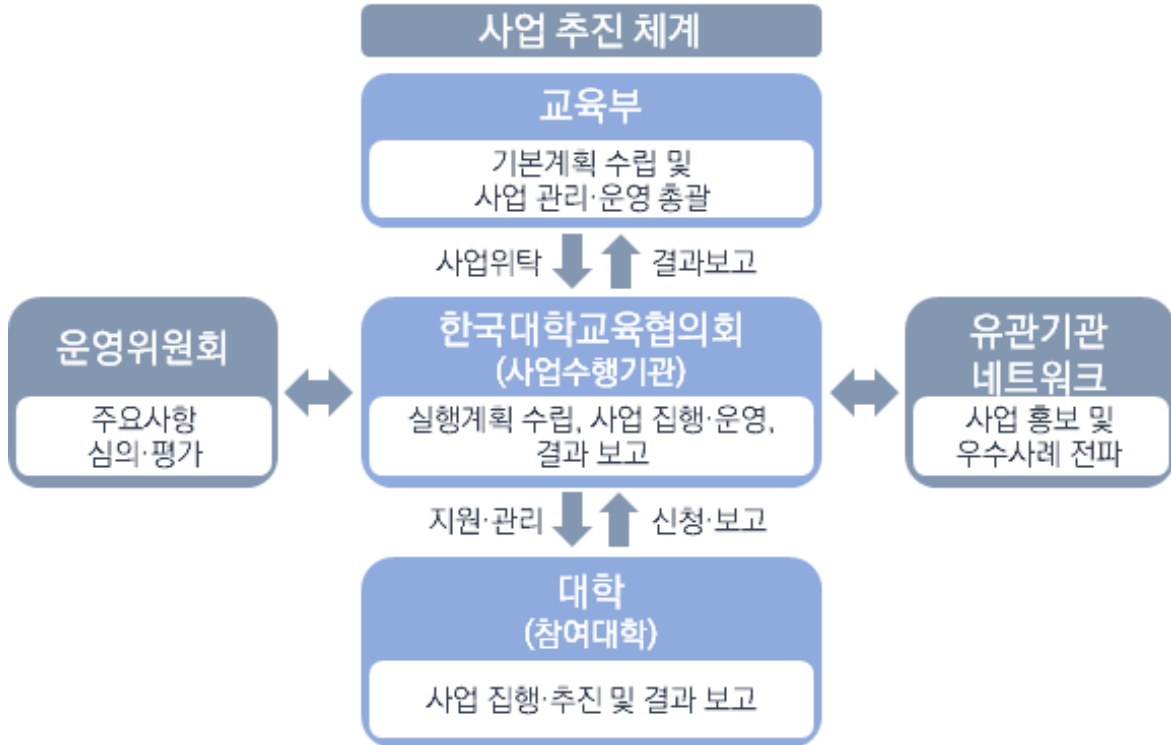 사업 추진 체계
교육부
기본계획 수립 및
사업 관리·운영 총괄
사업위탁
결과보고
운영위원회
주요사항
심의·평가
한국대학교육협의회
(사업수행기관)
실행계획 수립, 사업 집행·운영,
결과 보고
유관기관
네트워크
사업 홍보 및
우수사례 전파
지원·관리
신청·보고
대학
(참여대학)
사업 집행·추진 및 결과 보고